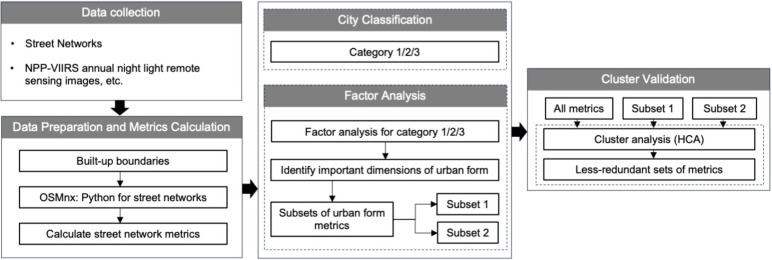 Data collection
• Street Networks
• NPP-VIIRS annual night light remote
sensing images, etc.
Data Preparation and Metrics Calculation
Built-up boundaries
OSMnx: Python for street networks
Calculate street network metrics
City Classification
Category 1/2/3
Factor Analysis
Factor analysis for category 1/2/3
Identify important dimensions of urban form
Subsets of urban form
metrics
Subset 1
Subset 2
Cluster Validation
All metrics
Subset 1
Subset 2
Cluster analysis (HCA)
Less-redundant sets of metrics